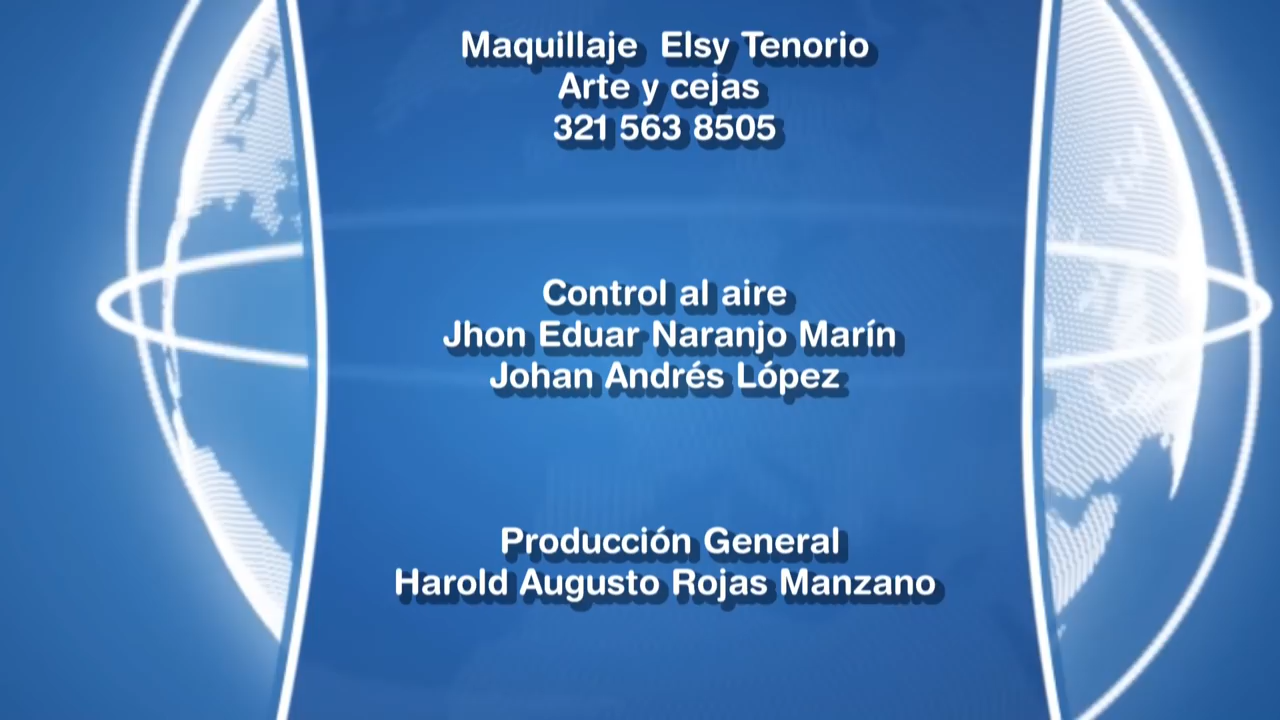 Maquillaje Elsy Tenorio
Arte y cejas
321 563 8505
Control al aire
Jhon Eduar Naranjo Marín
Johan Andrés López
Producción General
Harold Augusto Rojas Manzano